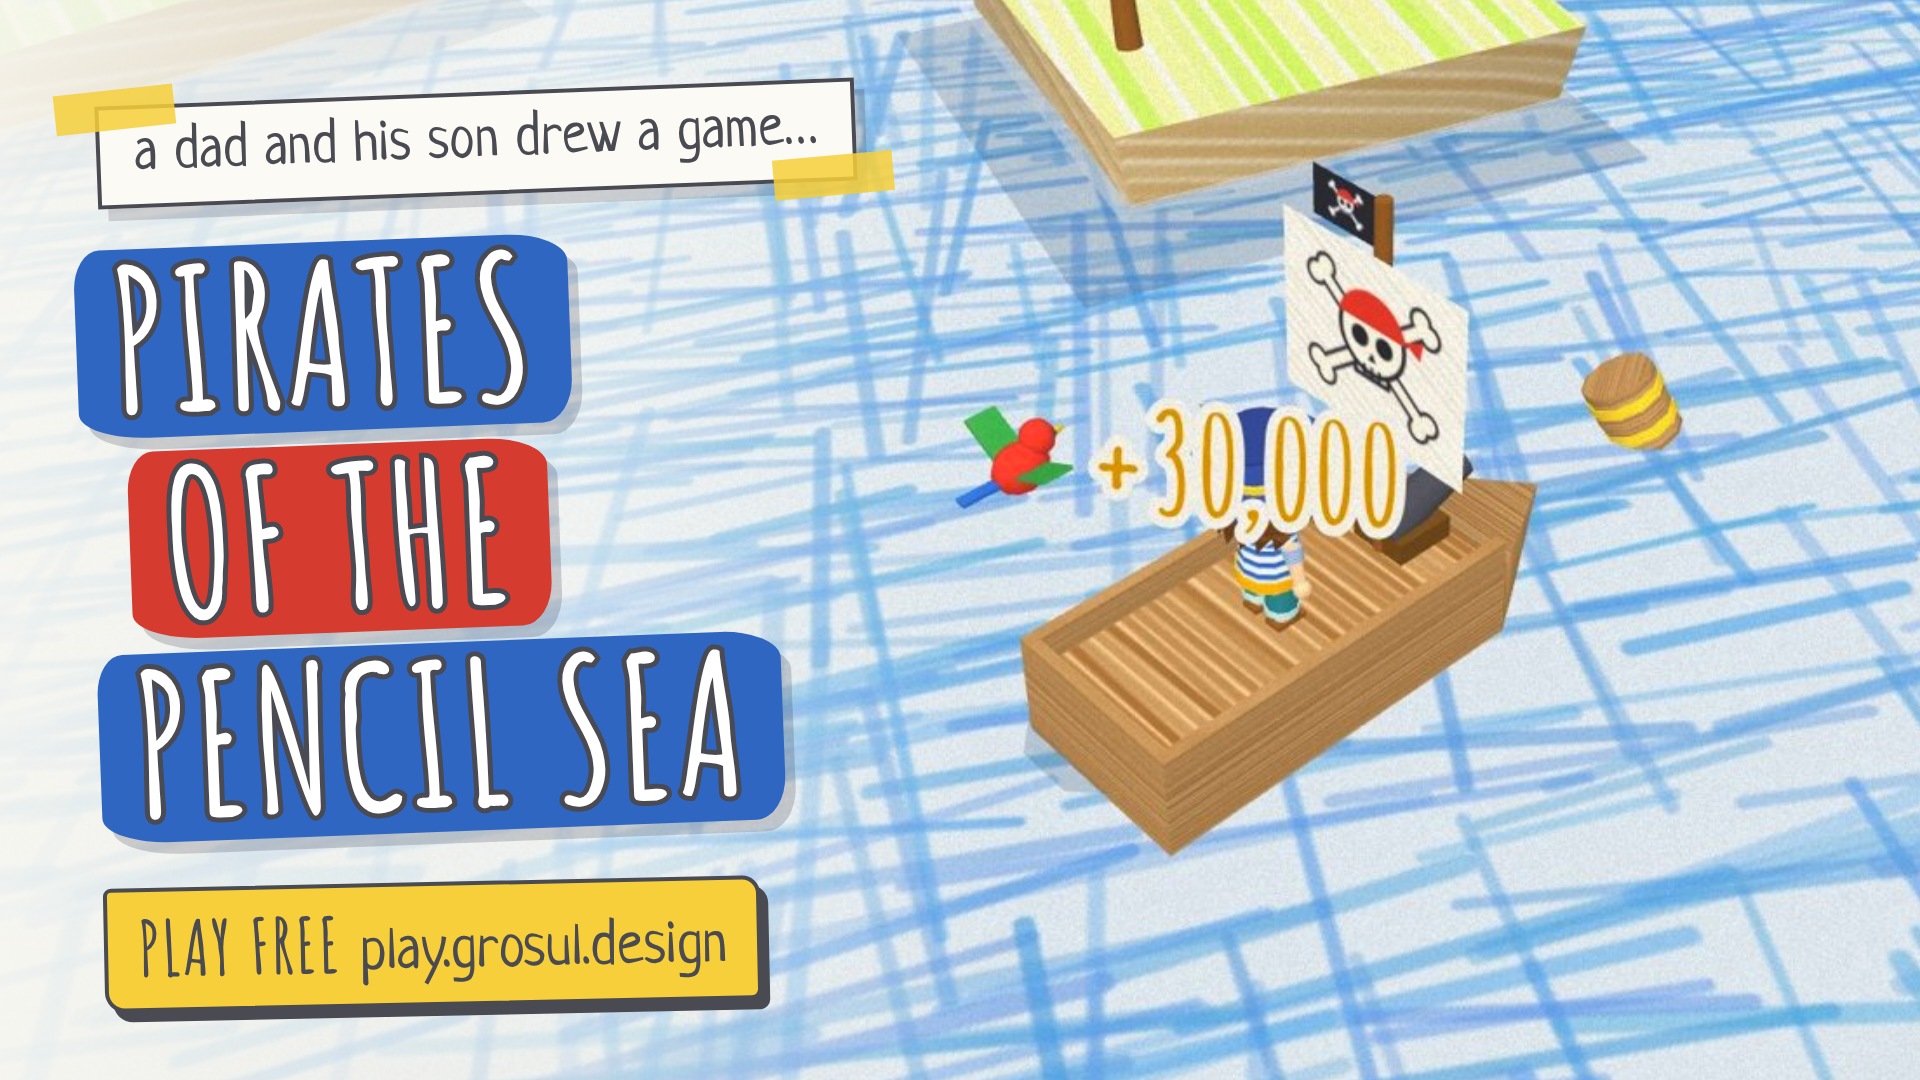 a dad and his son drew a game...
PIRATES
OF THE
PENCIL SEA
+30,000
PLAY FREE play.grosul.design